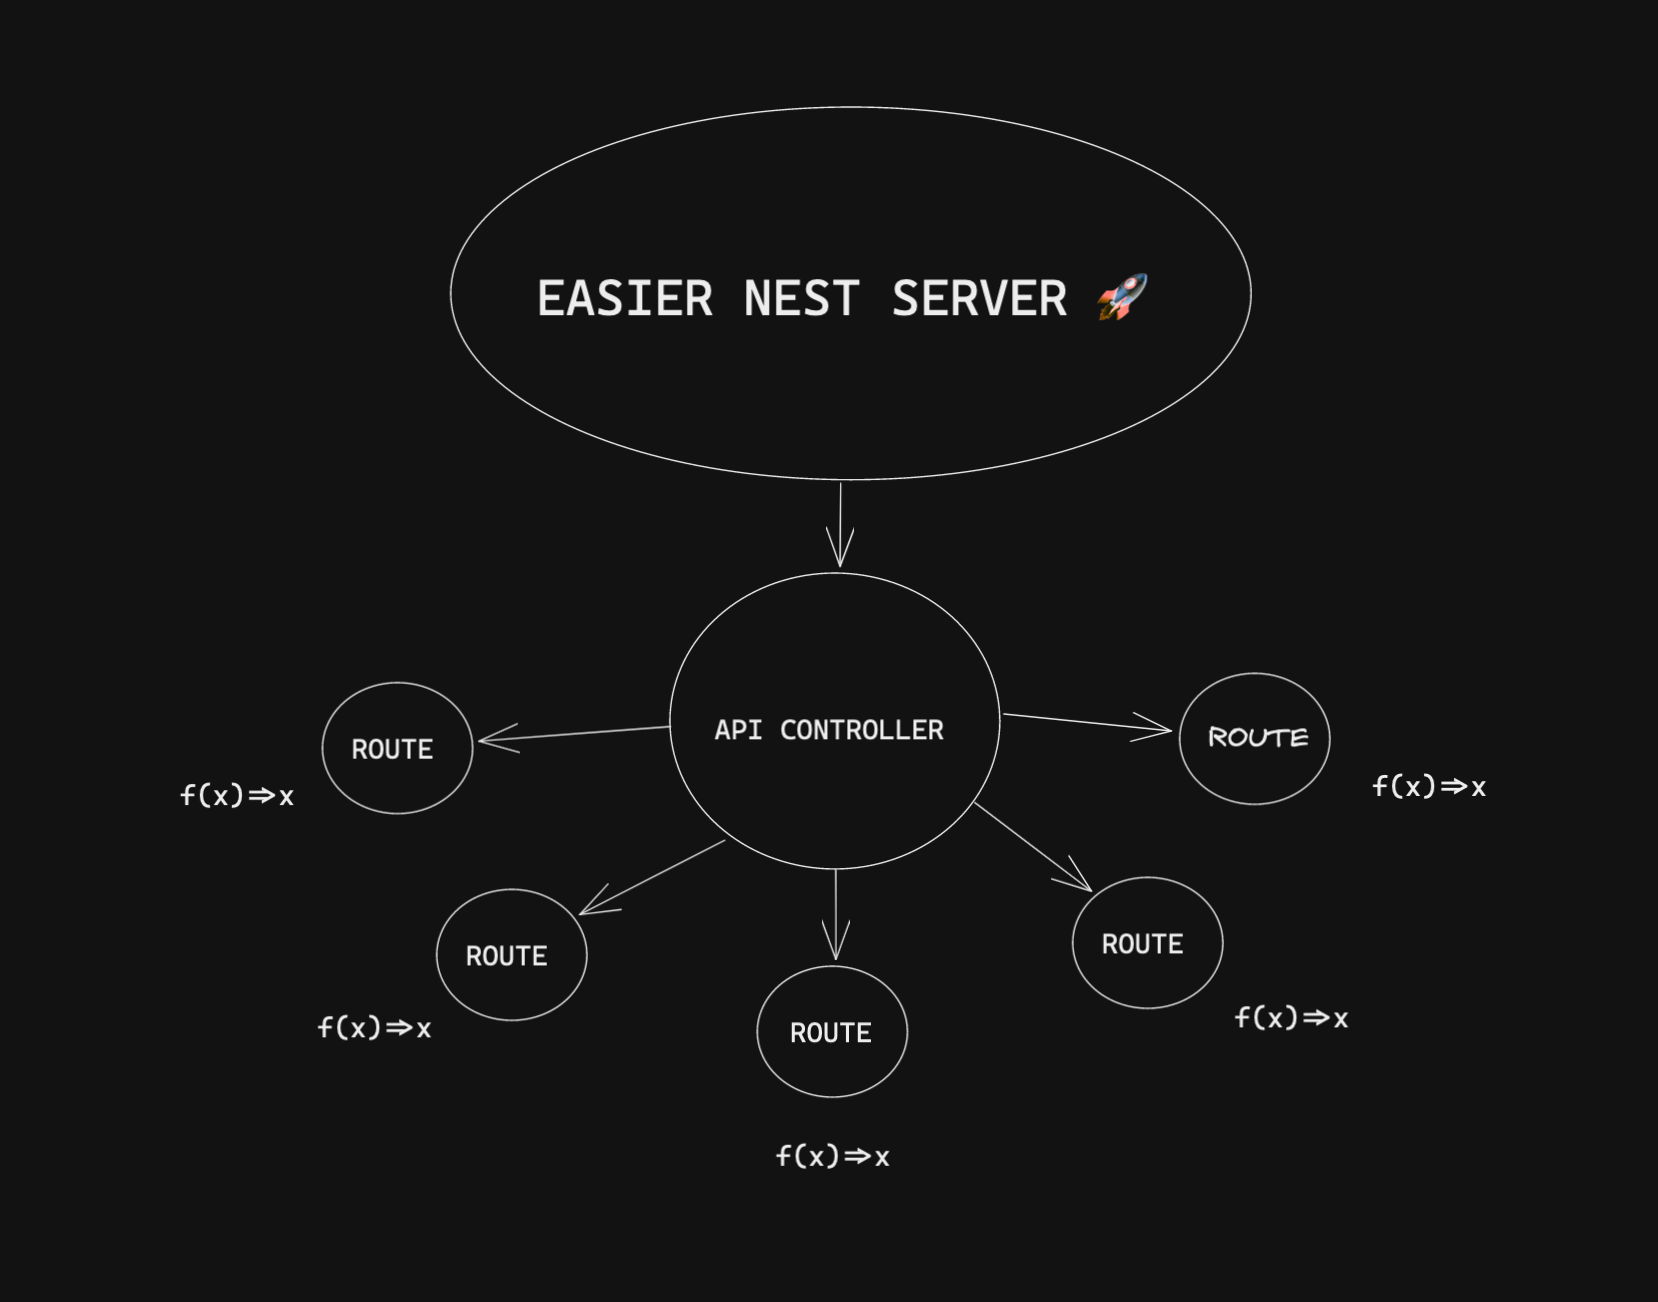 EASIER NEST SERVER 🚀
API CONTROLLER
ROUTE
f(x)=>x
ROUTE
f(x)=>x
ROUTE
f(x)=>x
ROUTE
f(x)=>x
ROUTE
f(x)=>x